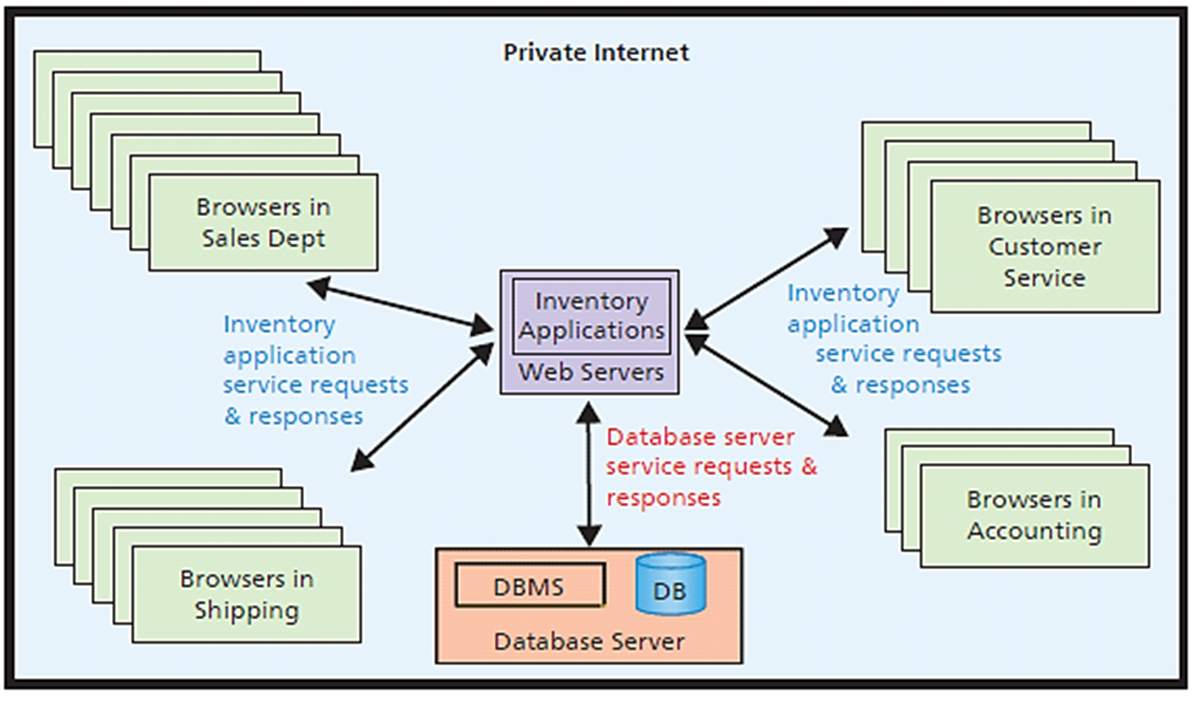 Private Internet
Browsers in
Sales Dept
Browsers in
Customer
Service
Inventory
Applications
Web Servers
Inventory
application
service requests
& responses
Inventory
application
service requests
& responses
Database server
service requests &
responses
Browsers in
Shipping
Browsers in
Accounting
DBMS
DB
Database Server